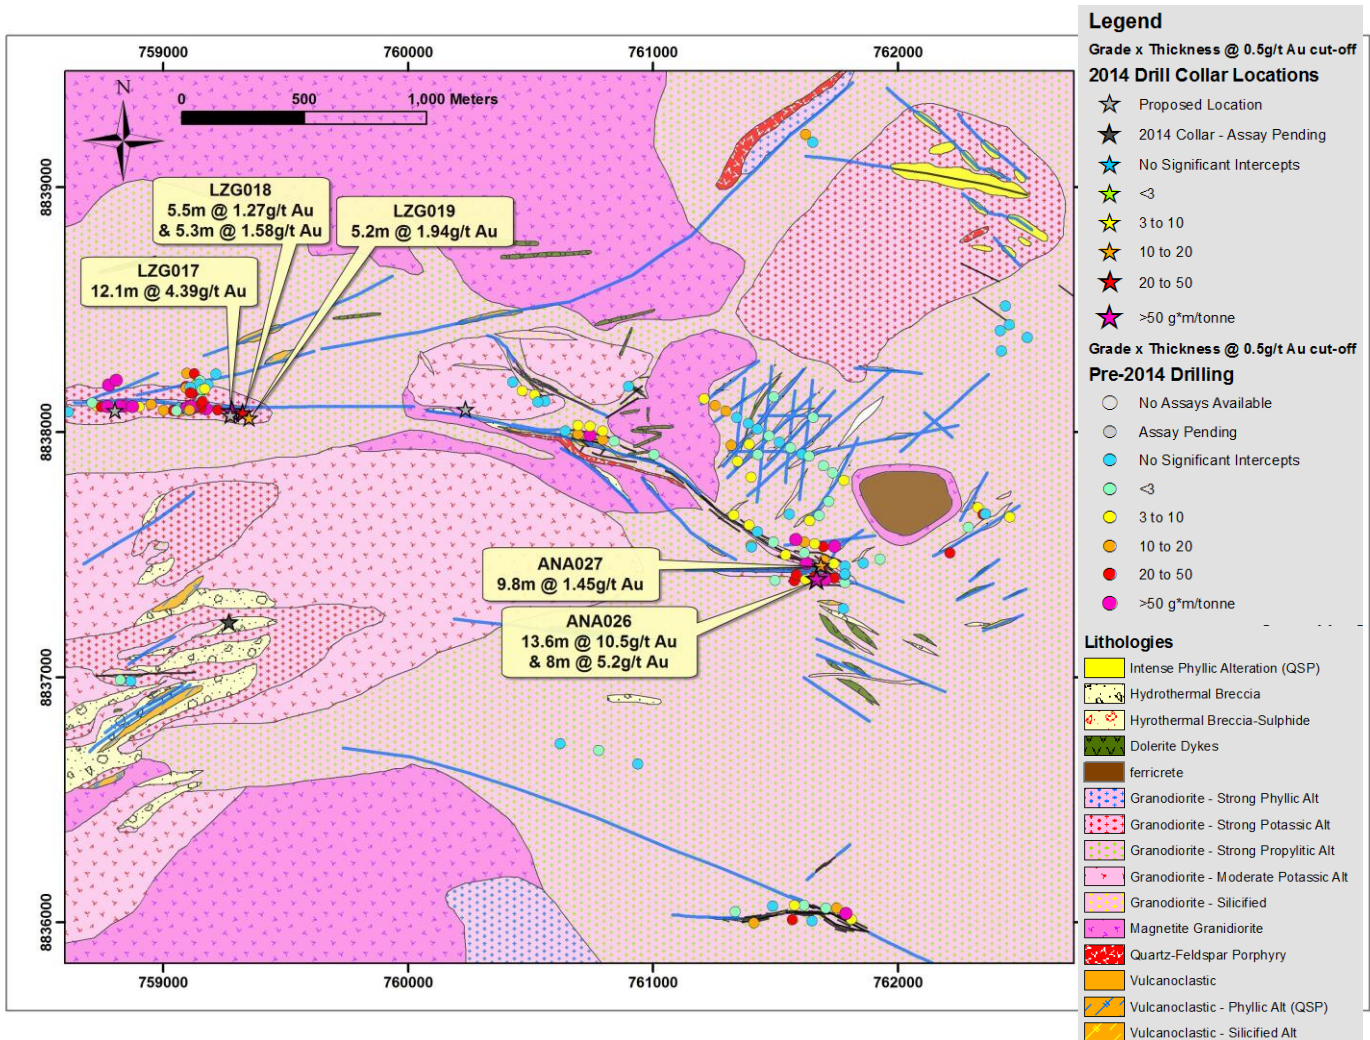 759000
760000
761000
762000
N
0
500
1,000 Meters
8839000
8838000
8837000
8836000
LZG018
5.5m @ 1.27g/t Au
& 5.3m @ 1.58g/t Au
LZG019
5.2m @ 1.94g/t Au
LZG017
12.1m @ 4.39g/t Au
ANA027
9.8m @ 1.45g/t Au
ANA026
13.6m @ 10.5g/t Au
& 8m @ 5.2g/t Au
759000
760000
761000
762000
Legend
Grade x Thickness @ 0.5g/t Au cut-off
2014 Drill Collar Locations
Proposed Location
2014 Collar - Assay Pending
No Significant Intercepts
<3
3 to 10
10 to 20
20 to 50
>50 g*m/tonne
Grade x Thickness @ 0.5g/t Au cut-off
Pre-2014 Drilling
No Assays Available
Assay Pending
No Significant Intercepts
<3
3 to 10
10 to 20
20 to 50
>50 g*m/tonne
Lithologies
Intense Phyllic Alteration (QSP)
Hydrothermal Breccia
Hyrothermal Breccia-Sulphide
Dolerite Dykes
ferricrete
Granodiorite - Strong Phyllic Alt
Granodiorite - Strong Potassic Alt
Granodiorite - Strong Propylitic Alt
Granodiorite - Moderate Potassic Alt
Granodiorite - Silicified
Magnetite Granidiorite
Quartz-Feldspar Porphyry
Vulcanoclastic
Vulcanoclastic - Phyllic Alt (QSP)
Vulcanoclastic - Silicified Alt